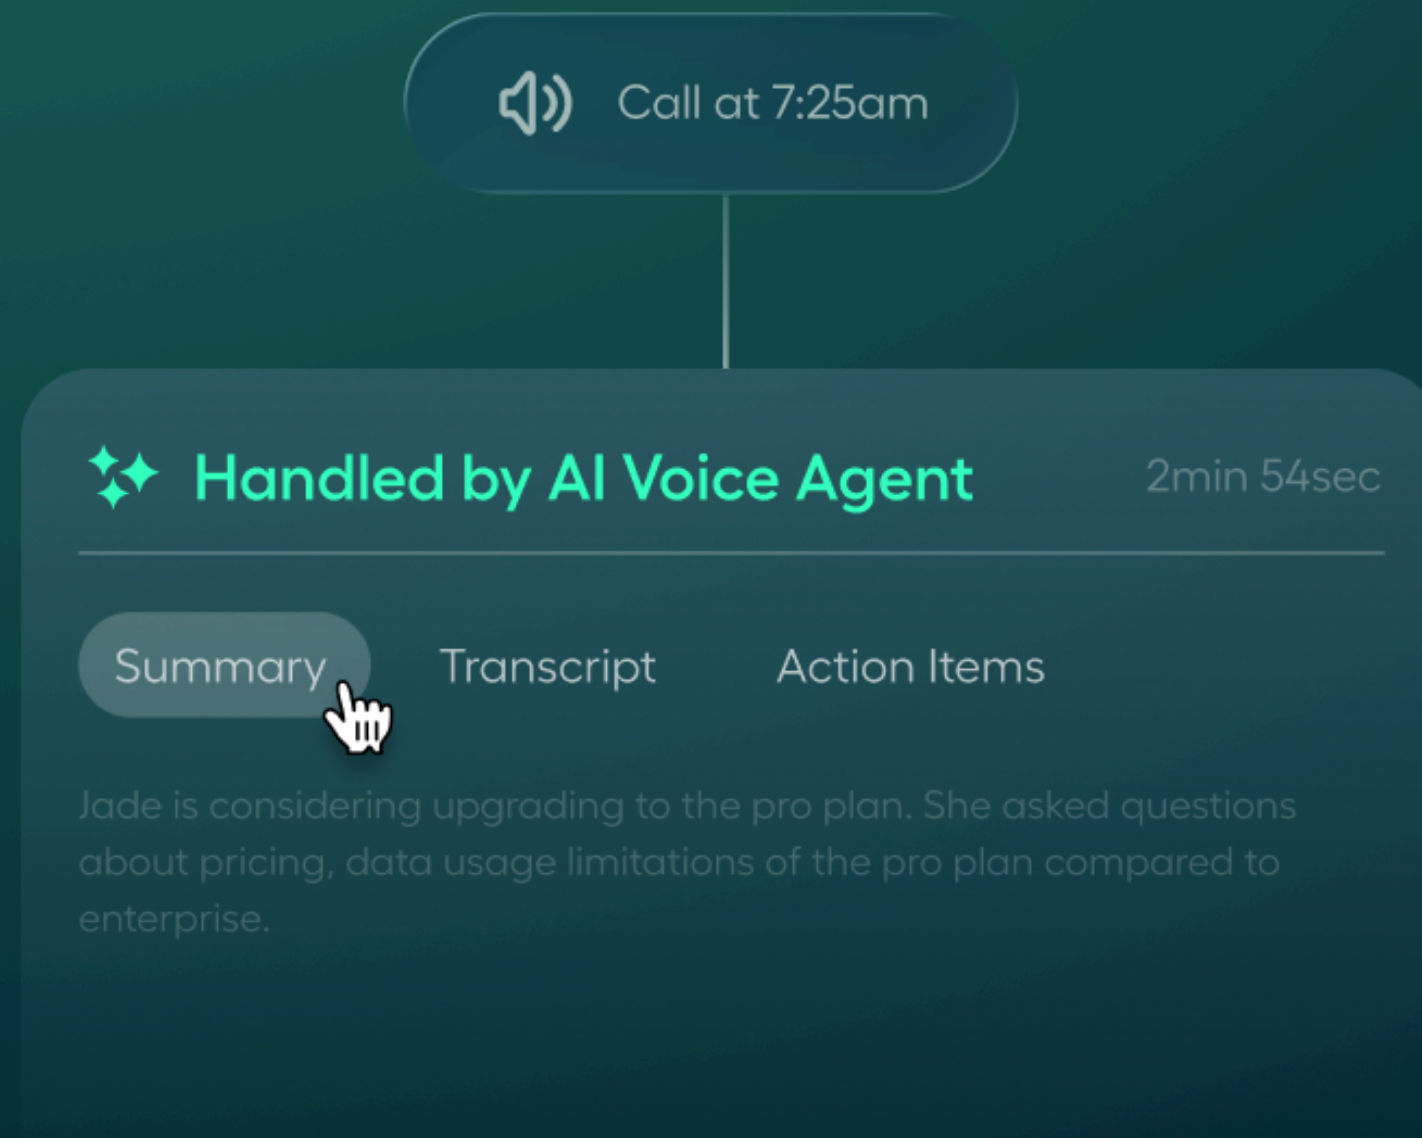 Call at 7:25am
Handled by AI Voice Agent
2min 54sec
Summary
Transcript
Action Items
Jade is considering upgrading to the pro plan. She asked questions
about pricing, data usage limitations of the pro plan compared to
enterprise.